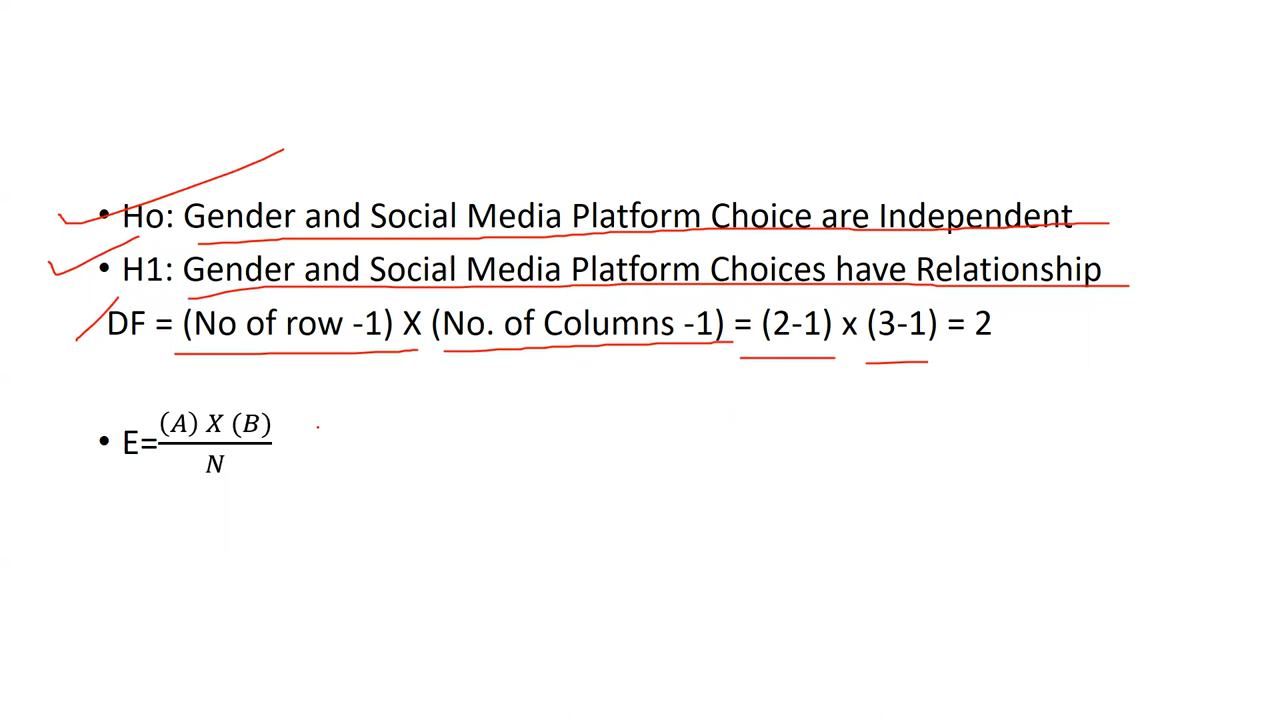 • Ho: Gender and Social Media Platform Choice are Independent
• H1: Gender and Social Media Platform Choices have Relationship
DF = (No of row -1) X (No. of Columns -1) = (2-1) x (3-1) = 2
• E=(A) X (B)/N